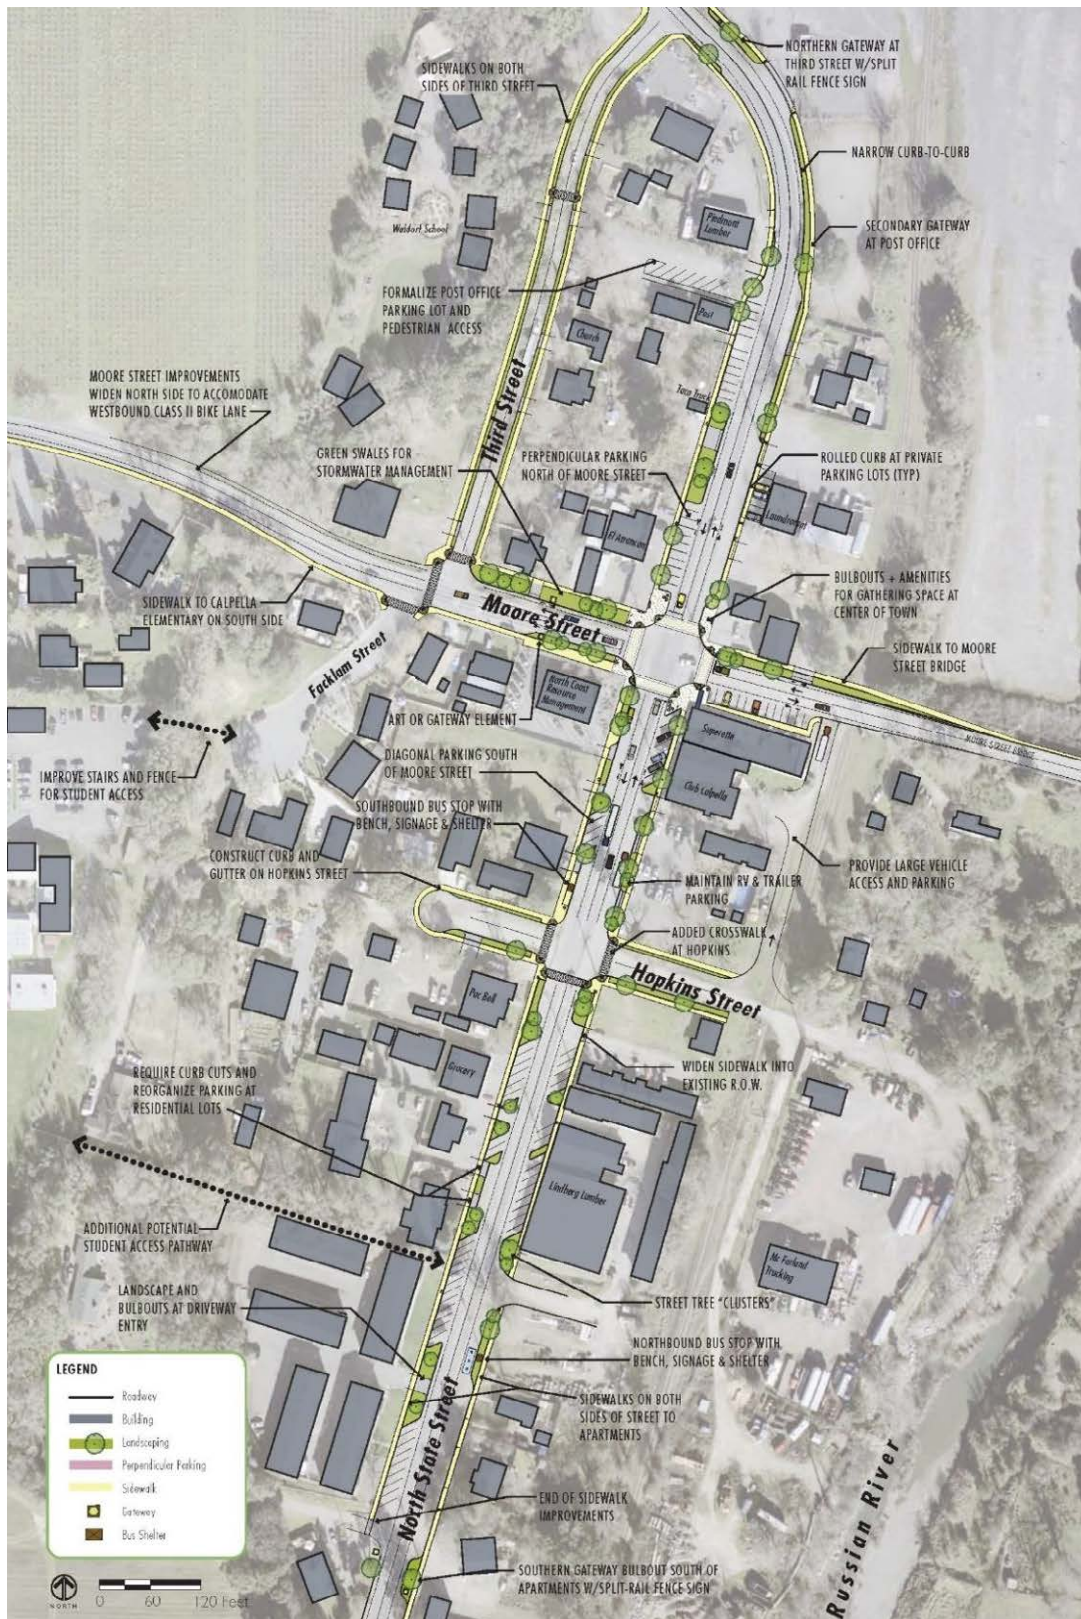 NORTHERN GATEWAY AT
THIRD STREET W/SPLIT
RAIL FENCE SIGN
SIDEWALKS ON BOTH
SIDES OF THIRD STREET
NARROW CURB-TO-CURB
Piedmont
Lumber
Waldorf School
SECONDARY GATEWAY
AT POST OFFICE
FORMALIZE POST OFFICE
PARKING LOT AND
PEDESTRIAN ACCESS
Post
Church
MOORE STREET IMPROVEMENTS
WIDEN NORTH SIDE TO ACCOMODATE
WESTBOUND CLASS II BIKE LANE
Taco Truck
Third Street
GREEN SWALES FOR
STORMWATER MANAGEMENT
PERPENDICULAR PARKING
NORTH OF MOORE STREET
ROLLED CURB AT PRIVATE
PARKING LOTS (TYP)
Laundromat
BULBOUTS + AMENITIES
FOR GATHERING SPACE AT
CENTER OF TOWN
SIDEWALK TO CALPELLA
ELEMENTARY ON SOUTH SIDE
Moore Street
SIDEWALK TO MOORE
STREET BRIDGE
Facklam Street
North Coast
Resource
Management
ART OR GATEWAY ELEMENT
Superette
MOORE STREET BRIDGE
DIAGONAL PARKING SOUTH
OF MOORE STREET
IMPROVE STAIRS AND FENCE
FOR STUDENT ACCESS
Club Calpella
SOUTHBOUND BUS STOP WITH
BENCH, SIGNAGE & SHELTER
CONSTRUCT CURB AND
GUTTER ON HOPKINS STREET
PROVIDE LARGE VEHICLE
ACCESS AND PARKING
MAINTAIN RV & TRAILER
PARKING
ADDED CROSSWALK
AT HOPKINS
Hopkins Street
Pac Bell
Grocery
WIDEN SIDEWALK INTO
EXISTING R.O.W.
REQUIRE CURB CUTS AND
REORGANIZE PARKING AT
RESIDENTIAL LOTS
Lindberg Lumber
ADDITIONAL POTENTIAL
STUDENT ACCESS PATHWAY
Mc Farland
Trucking
LANDSCAPE AND
BULBOUTS AT DRIVEWAY
ENTRY
STREET TREE "CLUSTERS"
NORTHBOUND BUS STOP WITH
BENCH, SIGNAGE & SHELTER
SIDEWALKS ON BOTH
SIDES OF STREET TO
APARTMENTS
North State Street
END OF SIDEWALK
IMPROVEMENTS
SOUTHERN GATEWAY BULBOUT SOUTH OF
APARTMENTS W/SPLIT-RAIL FENCE SIGN
Russian River
LEGEND
Roadway
Building
Landscaping
Perpendicular Parking
Sidewalk
Gateway
Bus Shelter
NORTH
0 60 120 Feet